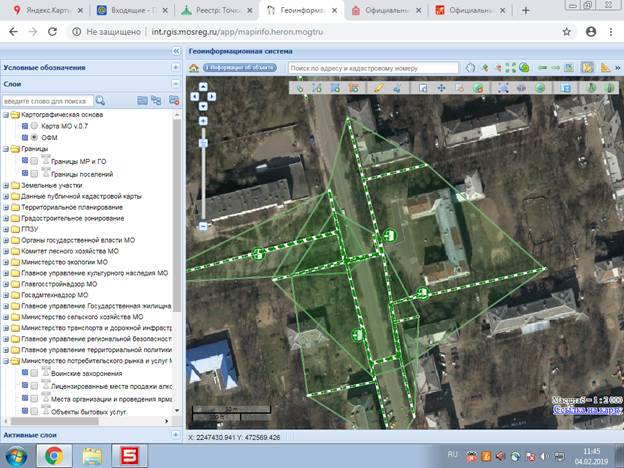 Яндекс.Карты
Входящие - П
Реестр: Точки
Геоинформа
Официальны
Официальны
Не защищено | int.rgis.mosreg.ru/app/mapinfo.heron.mogtru
Геоинформационная система
Условные обозначения
Информация об объекте
Поиск по адресу и кадастровому номеру
Слои
введите слово для поиска
Картографическая основа
Карта МО v.0.7
ОФМ
Границы
Границы МР и ГО
Границы поселений
Земельные участки
Данные публичной кадастровой карты
Территориальное планирование
Градостроительное зонирование
ГПЗУ
Органы государственной власти МО
Комитет лесного хозяйства МО
Министерство экологии МО
Главное управление культурного наследия МО
Главгосстройнадзор МО
Госадмтехнадзор МО
Главное управление Государственная жилищна
Министерство сельского хозяйства МО
Министерство транспорта и дорожной инфраст
Главное управление региональной безопасност
Главное управление территориальной политики
Министерство потребительского рынка и услуг М
Воинские захоронения
Лицензированные места продажи алко
Места организации и проведения ярма
Объекты бытовых услуг
Масштаб = 1 : 2 000
Ссылка на карту
Активные слои
X: 2247430.941 Y: 472569.426
RU
11:45
04.02.2019